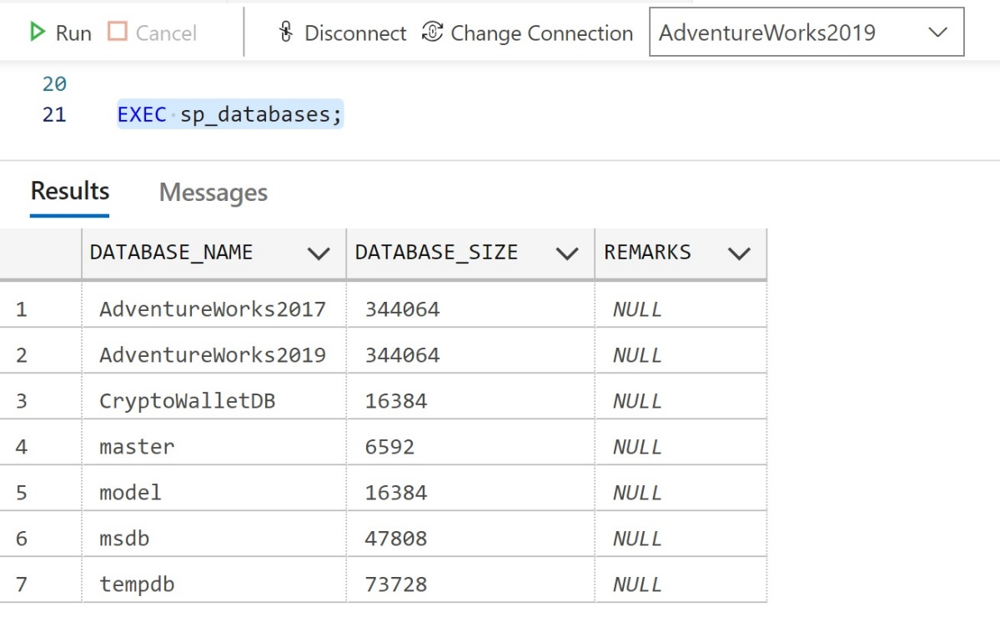 Run Cancel Disconnect Change Connection AdventureWorks2019
20
21 EXEC sp_databases;
Results Messages
DATABASE_NAME DATABASE_SIZE REMARKS
1 AdventureWorks2017 344064 NULL
2 AdventureWorks2019 344064 NULL
3 CryptoWalletDB 16384 NULL
4 master 6592 NULL
5 model 16384 NULL
6 msdb 47808 NULL
7 tempdb 73728 NULL